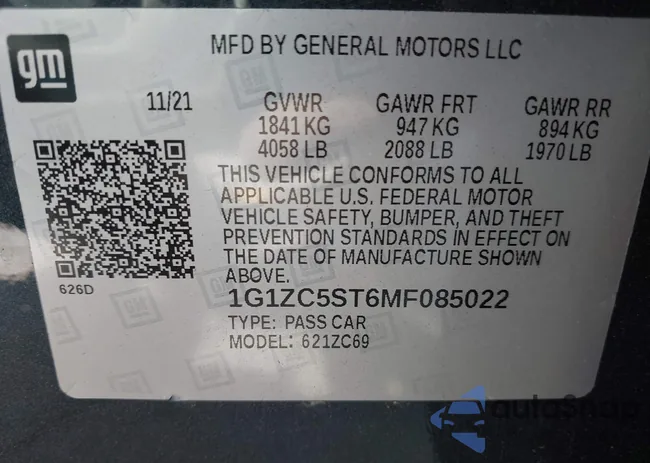 gm
MFD BY GENERAL MOTORS LLC
11/21 GVWR GAWR FRT GAWR RR
1841 KG 947 KG 894 KG
4058 LB 2088 LB 1970 LB
THIS VEHICLE CONFORMS TO ALL
APPLICABLE U.S. FEDERAL MOTOR
VEHICLE SAFETY, BUMPER, AND THEFT
PREVENTION STANDARDS IN EFFECT ON
THE DATE OF MANUFACTURE SHOWN
ABOVE.
626D
1G1ZC5ST6MF085022
TYPE: PASS CAR
MODEL: 621ZC69